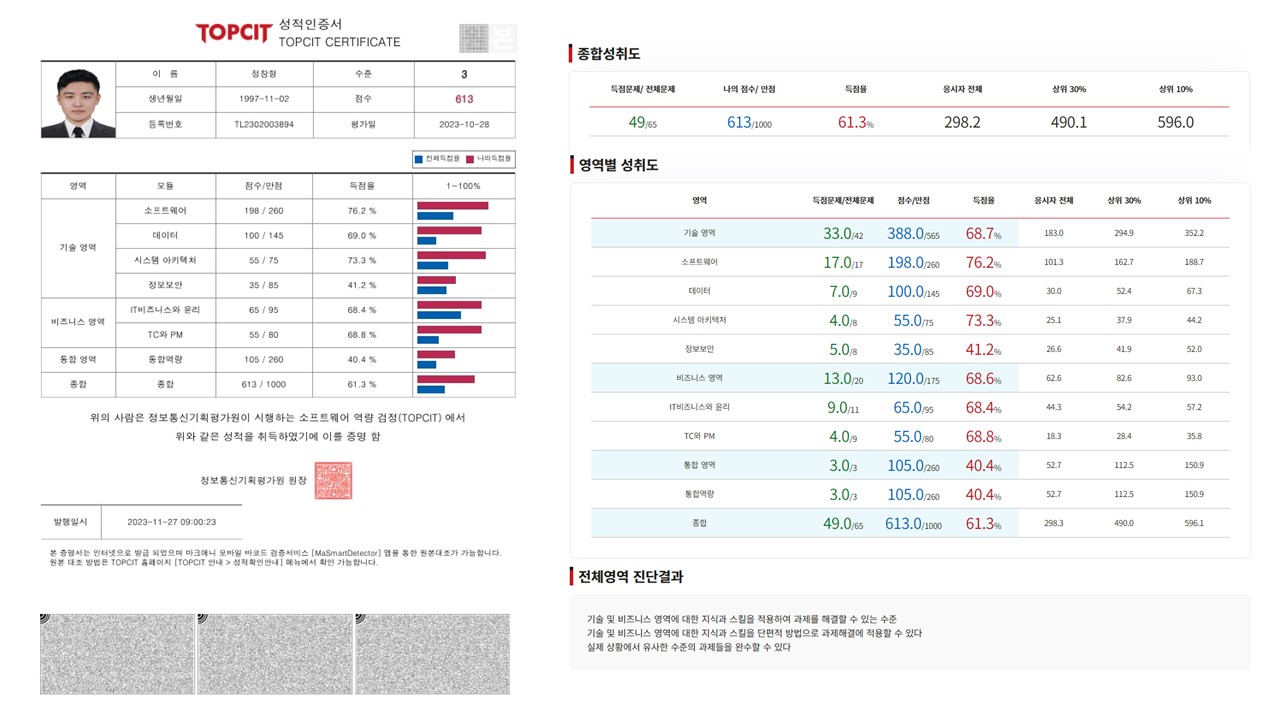 TOPCIT 성적인증서
TOPCIT CERTIFICATE
본
이 름 정창형 수준 3
생년월일 1997-11-02 점수 613
등록번호 TL2302003894 평가일 2023-10-28
전체득점율 나의득점율
영역 모듈 점수/만점 득점율 1-100%
기술 영역
소프트웨어 198 / 260 76.2 %
데이터 100 / 145 69.0 %
시스템 아키텍처 55 / 75 73.3 %
정보보안 35 / 85 41.2 %
비즈니스 영역
IT비즈니스와 윤리 65 / 95 68.4 %
TC와 PM 55 / 80 68.8 %
통합 영역 통합역량 105 / 260 40.4 %
종합 종합 613 / 1000 61.3 %
위의 사람은 정보통신기획평가원이 시행하는 소프트웨어 역량 검정(TOPCIT) 에서
위와 같은 성적을 취득하였기에 이를 증명 함
정보통신기획평가원 원장
발행일시 2023-11-27 09:00:23
본 증명서는 인터넷으로 발급 되었으며 마크애니 모바일 바코드 검증서비스 [MaSmartDetector] 앱을 통한 원본대조가 가능합니다.
원본 대조 방법은 TOPCIT 홈페이지 [TOPCIT 안내 > 성적확인안내] 메뉴에서 확인 가능합니다.
종합성취도
득점문제/ 전체문제 나의 점수/ 만점 득점율 응시자 전체 상위 30% 상위 10%
49/65 613/1000 61.3% 298.2 490.1 596.0
영역별 성취도
영역 득점문제/전체문제 점수/만점 득점율 응시자 전체 상위 30% 상위 10%
기술 영역 33.0/42 388.0/565 68.7% 183.0 294.9 352.2
소프트웨어 17.0/17 198.0/260 76.2% 101.3 162.7 188.7
데이터 7.0/9 100.0/145 69.0% 30.0 52.4 67.3
시스템 아키텍처 4.0/8 55.0/75 73.3% 25.1 37.9 44.2
정보보안 5.0/8 35.0/85 41.2% 26.6 41.9 52.0
비즈니스 영역 13.0/20 120.0/175 68.6% 62.6 82.6 93.0
IT비즈니스와 윤리 9.0/11 65.0/95 68.4% 44.3 54.2 57.2
TC와 PM 4.0/9 55.0/80 68.8% 18.3 28.4 35.8
통합 영역 3.0/3 105.0/260 40.4% 52.7 112.5 150.9
통합역량 3.0/3 105.0/260 40.4% 52.7 112.5 150.9
종합 49.0/65 613.0/1000 61.3% 298.3 490.0 596.1
전체영역 진단결과
기술 및 비즈니스 영역에 대한 지식과 스킬을 적용하여 과제를 해결할 수 있는 수준
기술 및 비즈니스 영역에 대한 지식과 스킬을 단편적 방법으로 과제해결에 적용할 수 있다
실제 상황에서 유사한 수준의 과제들을 완수할 수 있다